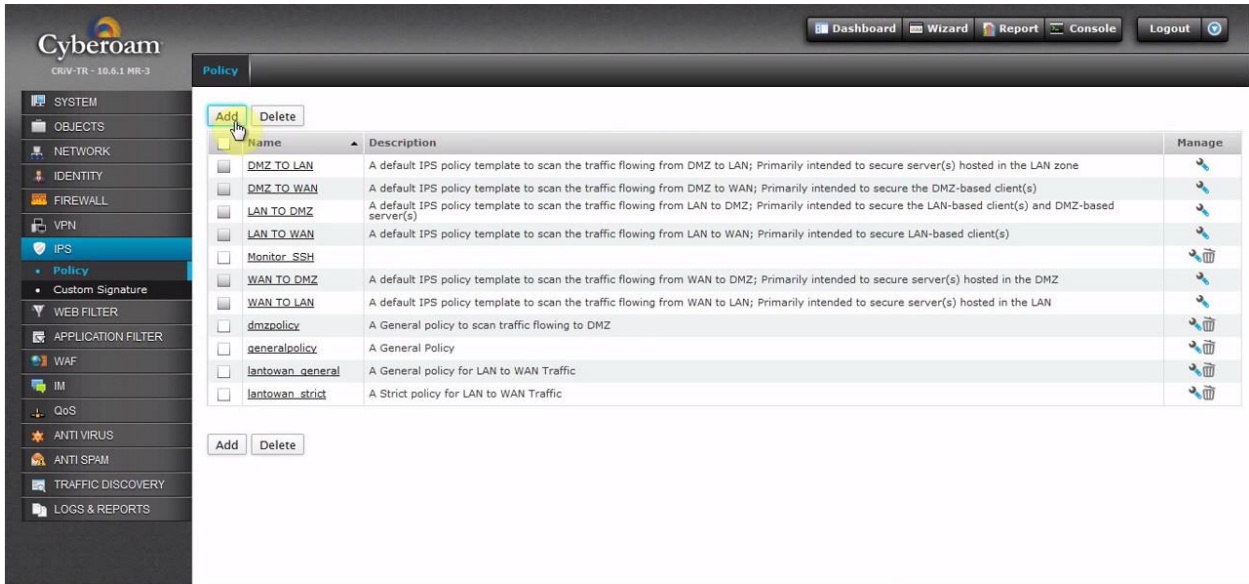 Cyberoam
CRiV-TR - 10.6.1 MR-3
Dashboard Wizard Report Console Logout
Policy
SYSTEM
OBJECTS
NETWORK
IDENTITY
FIREWALL
VPN
IPS
Policy
Custom Signature
WEB FILTER
APPLICATION FILTER
WAF
IM
QoS
ANTI VIRUS
ANTI SPAM
TRAFFIC DISCOVERY
LOGS & REPORTS
Add Delete
Name Description Manage
DMZ TO LAN A default IPS policy template to scan the traffic flowing from DMZ to LAN; Primarily intended to secure server(s) hosted in the LAN zone
DMZ TO WAN A default IPS policy template to scan the traffic flowing from DMZ to WAN; Primarily intended to secure the DMZ-based client(s)
LAN TO DMZ A default IPS policy template to scan the traffic flowing from LAN to DMZ; Primarily intended to secure the LAN-based client(s) and DMZ-based
server(s)
LAN TO WAN A default IPS policy template to scan the traffic flowing from LAN to WAN; Primarily intended to secure LAN-based client(s)
Monitor_SSH
WAN TO DMZ A default IPS policy template to scan the traffic flowing from WAN to DMZ; Primarily intended to secure server(s) hosted in the DMZ
WAN TO LAN A default IPS policy template to scan the traffic flowing from WAN to LAN; Primarily intended to secure server(s) hosted in the LAN
dmzpolicy A General policy to scan traffic flowing to DMZ
generalpolicy A General Policy
lantowan_general A General policy for LAN to WAN Traffic
lantowan_strict A Strict policy for LAN to WAN Traffic
Add Delete